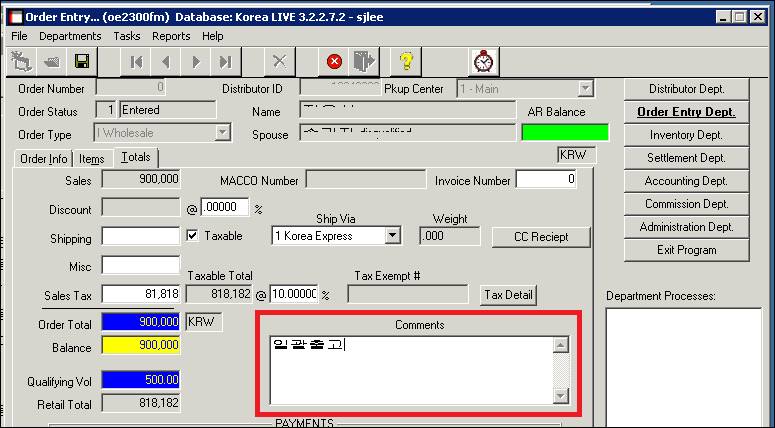 Order Entry... (oe2300fm) Database: Korea LIVE 3.2.2.7.2 - sjlee
File Departments Tasks Reports Help
Order Number 0 Distributor ID Pkup Center 1 - Main
Order Status 1 Entered Name AR Balance
Order Type I Wholesale Spouse disqualified
KRW
Order Info Items Totals
Sales 900,000 MACCO Number Invoice Number 0
Discount @ .00000 %
Ship Via Weight
Shipping Taxable 1 Korea Express .000 CC Reciept
Misc
Taxable Total Tax Exempt #
Sales Tax 81,818 818,182 @ 10.00000 % Tax Detail
Order Total 900,000 KRW
Balance 900,000
Qualifying Vol 500.00
Retail Total 818,182
Comments
일괄출고
PAYMENTS
Distributor Dept.
Order Entry Dept.
Inventory Dept.
Settlement Dept.
Accounting Dept.
Commission Dept.
Administration Dept.
Exit Program
Department Processes: